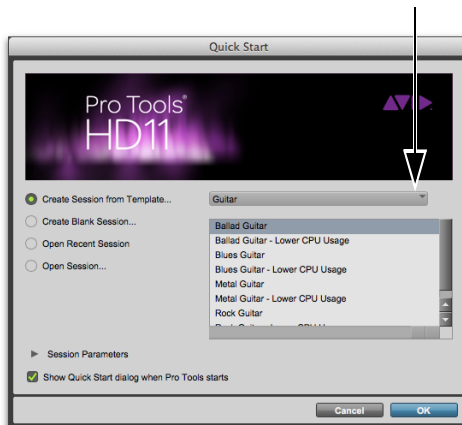 Quick Start
Pro Tools®
HD11
AVID
Create Session from Template...
Guitar
Create Blank Session...
Open Recent Session
Open Session...
Ballad Guitar
Ballad Guitar - Lower CPU Usage
Blues Guitar
Blues Guitar - Lower CPU Usage
Metal Guitar
Metal Guitar - Lower CPU Usage
Rock Guitar
Session Parameters
Show Quick Start dialog when Pro Tools starts
Cancel
OK